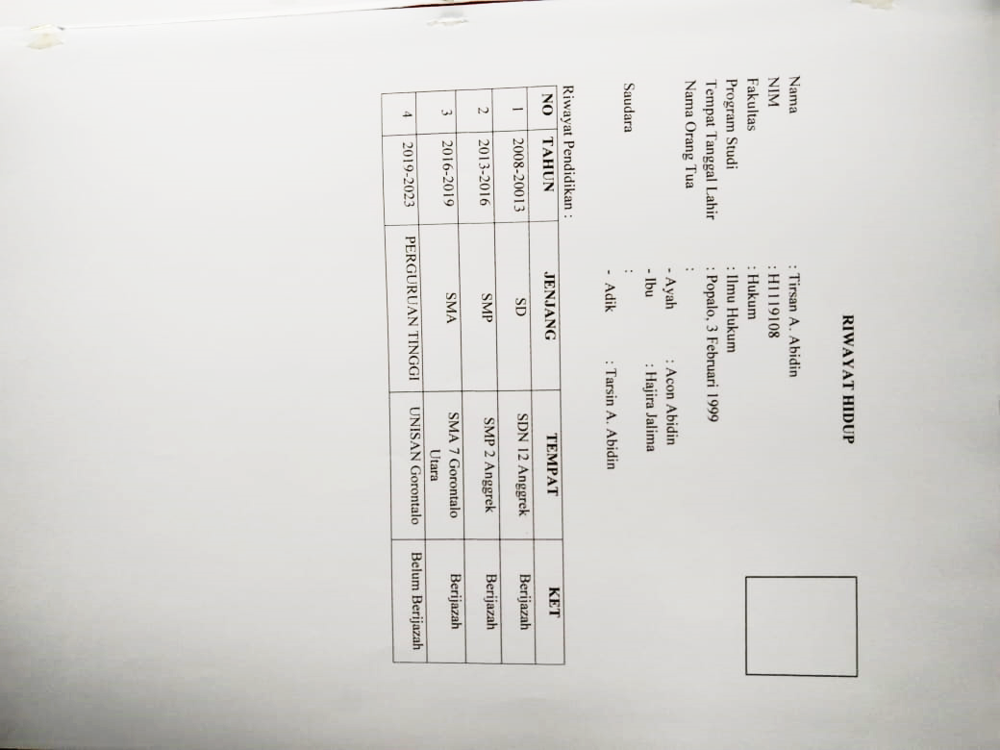 RIWAYAT HIDUP
Nama : Tirsan A. Abidin
NIM : H1119108
Fakultas : Hukum
Program Studi : Ilmu Hukum
Tempat Tanggal Lahir : Popalo, 3 Februari 1999
Nama Orang Tua :
- Ayah : Acon Abidin
- Ibu : Hajira Jalima
Saudara :
- Adik : Tarsin A. Abidin
Riwayat Pendidikan :
NO TAHUN JENJANG TEMPAT KET
1 2008-20013 SD SDN 12 Anggrek Berijazah
2 2013-2016 SMP SMP 2 Anggrek Berijazah
3 2016-2019 SMA SMA 7 Gorontalo Berijazah
Utara
4 2019-2023 PERGURUAN TINGGI UNISAN Gorontalo Belum Berijazah